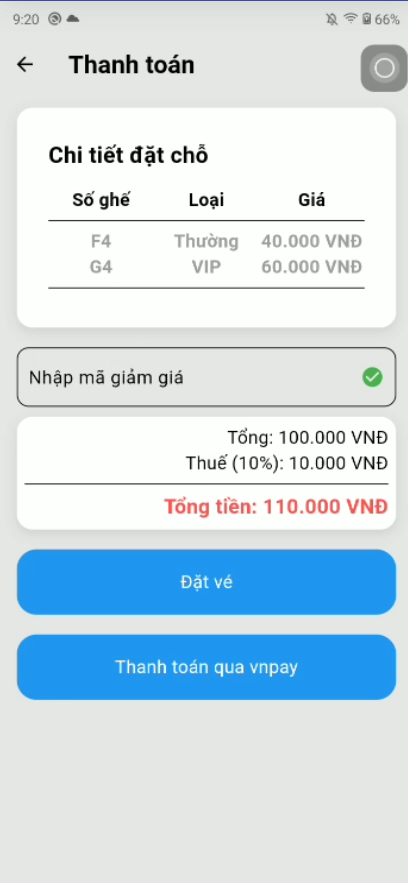 9:20 66%
Thanh toán
Chi tiết đặt chỗ
Số ghế Loại Giá
F4 Thường 40.000 VNĐ
G4 VIP 60.000 VNĐ
Nhập mã giảm giá
Tổng: 100.000 VNĐ
Thuế (10%): 10.000 VNĐ
Tổng tiền: 110.000 VNĐ
Đặt vé
Thanh toán qua vnpay